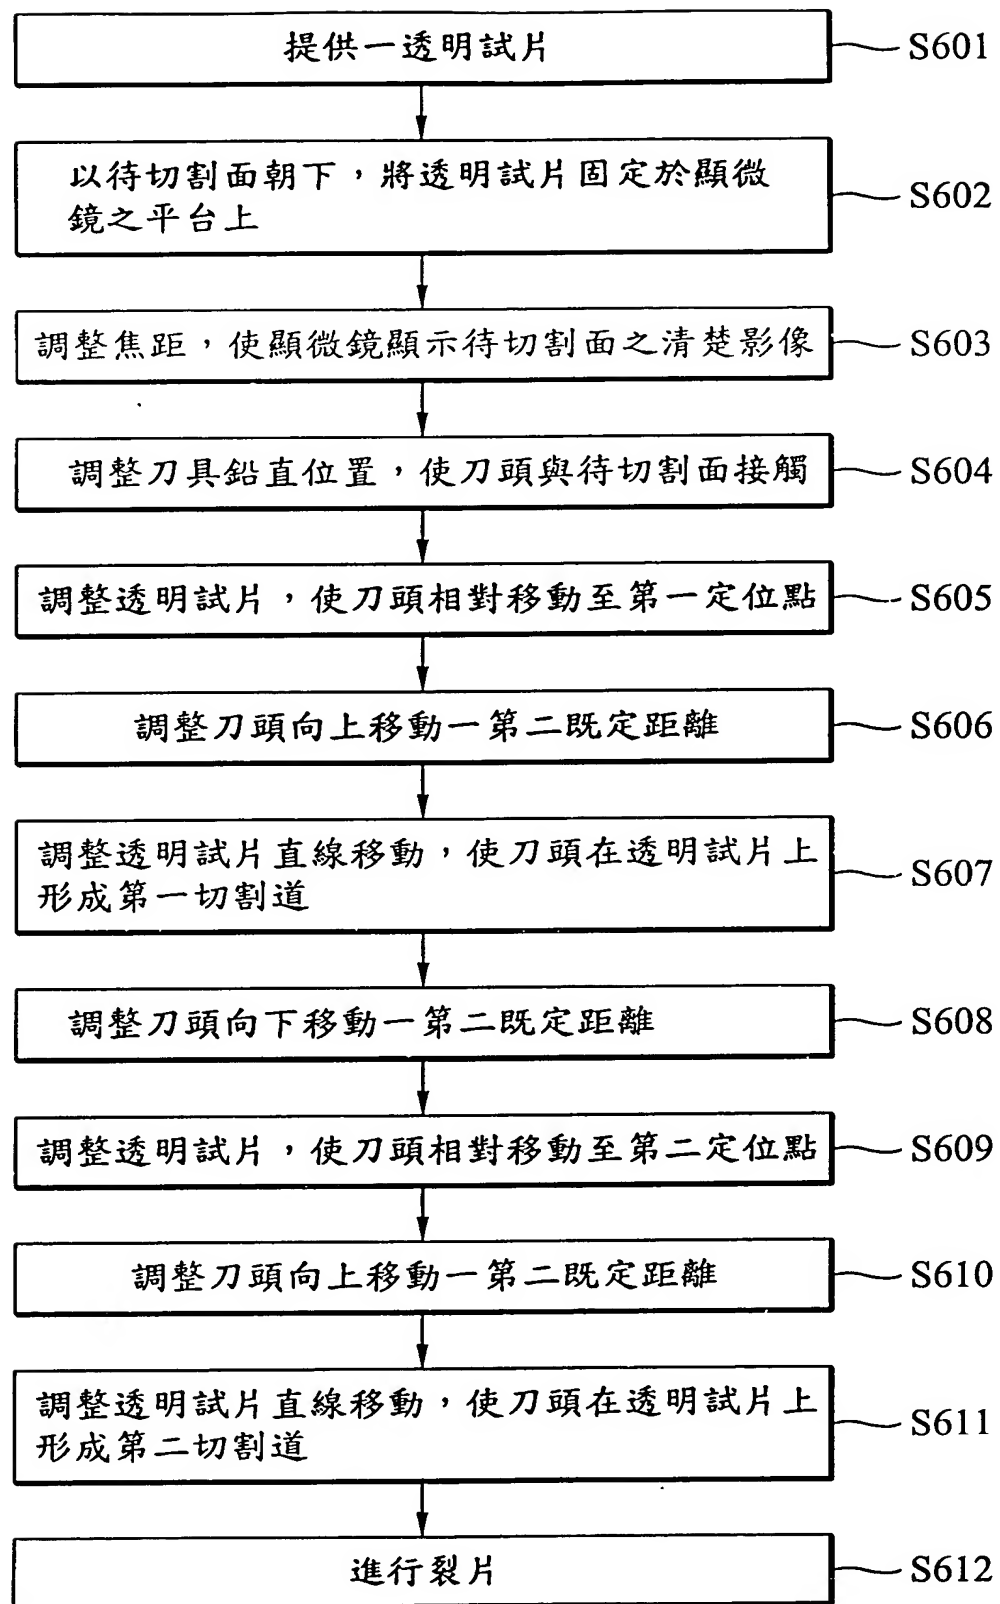 提供一透明試片
S601
以待切割面朝下，將透明試片固定於顯微
鏡之平台上
S602
調整焦距，使顯微鏡顯示待切割面之清楚影像
S603
調整刀具鉛直位置，使刀頭與待切割面接觸
S604
調整透明試片，使刀頭相對移動至第一定位點
S605
調整刀頭向上移動一第二既定距離
S606
調整透明試片直線移動，使刀頭在透明試片上
形成第一切割道
S607
調整刀頭向下移動一第二既定距離
S608
調整透明試片，使刀頭相對移動至第二定位點
S609
調整刀頭向上移動一第二既定距離
S610
調整透明試片直線移動，使刀頭在透明試片上
形成第二切割道
S611
進行裂片
S612